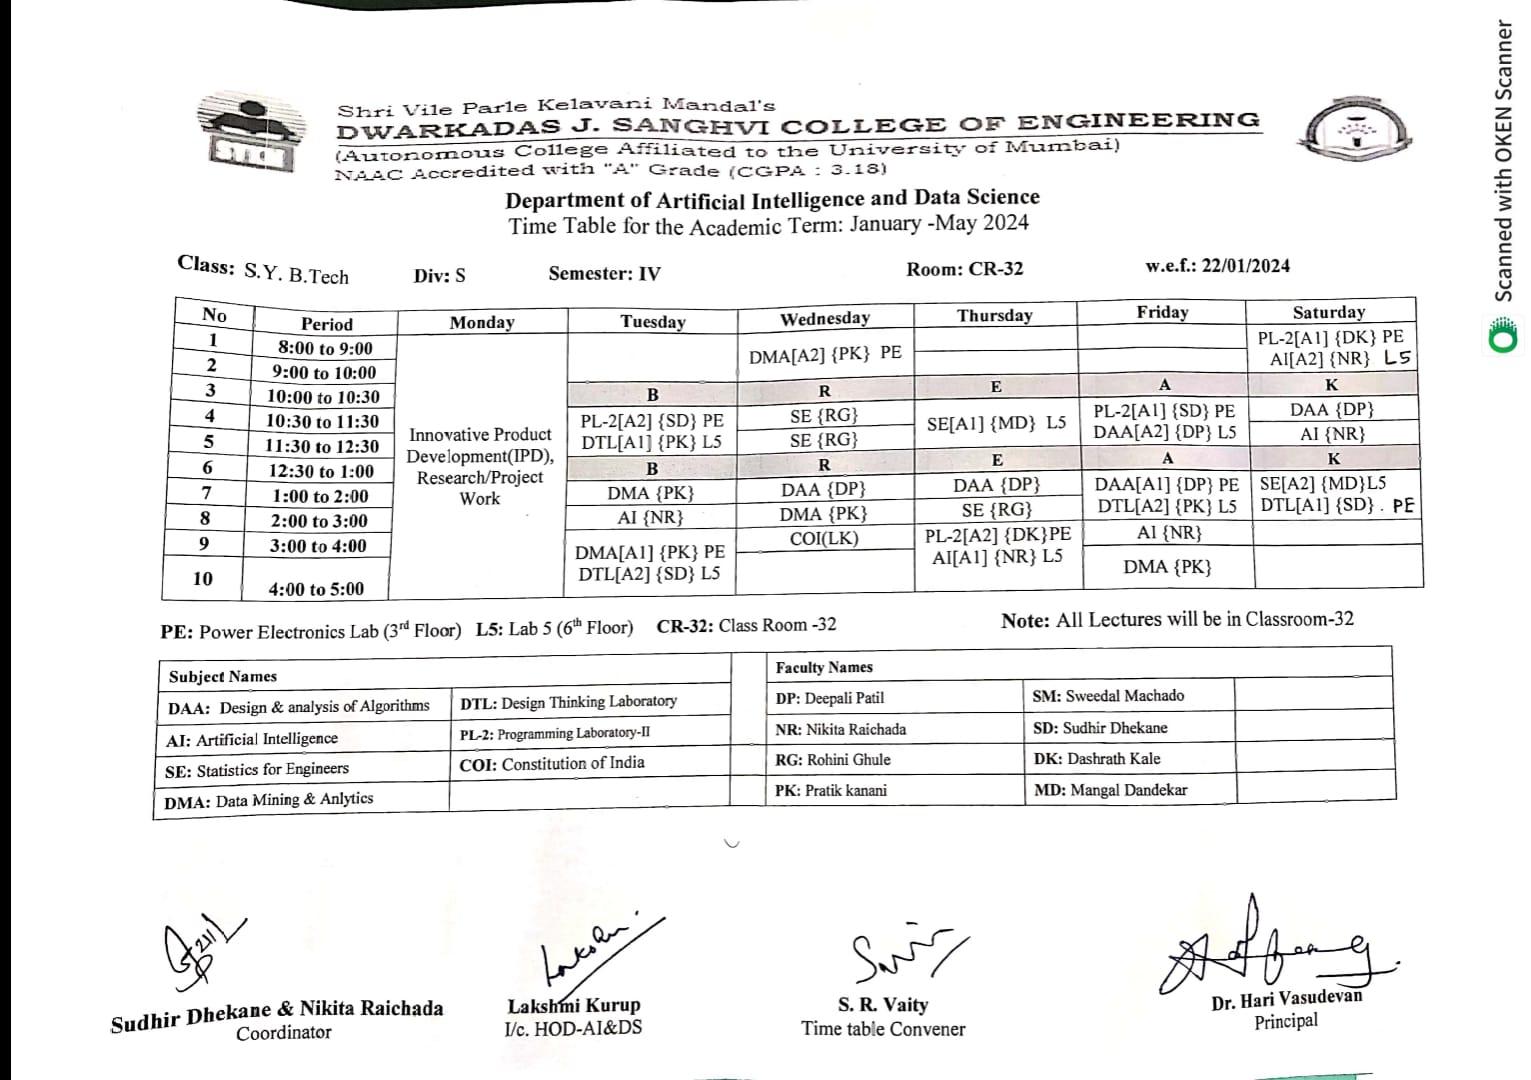 Shri Vile Parle Kelavani Mandal's
DWARKADAS J. SANGHVI COLLEGE OF ENGINEERING
(Autonomous College Affiliated to the University of Mumbai)
NAAC Accredited with "A" Grade (CGPA : 3.18)
Department of Artificial Intelligence and Data Science
Time Table for the Academic Term: January -May 2024
Class: S.Y. B.Tech Div: S Semester: IV Room: CR-32 w.e.f.: 22/01/2024
No Period Monday Tuesday Wednesday Thursday Friday Saturday
1 8:00 to 9:00 DMA[A2] {PK} PE PL-2[A1] {DK} PE
2 9:00 to 10:00 AI[A2] {NR} L5
3 10:00 to 10:30 B R E A K
4 10:30 to 11:30 PL-2[A2] {SD} PE SE {RG} SE[A1] {MD} L5 PL-2[A1] {SD} PE DAA {DP}
5 11:30 to 12:30 DTL[A1] {PK} L5 SE {RG} DAA[A2] {DP} L5 AI {NR}
Innovative Product
Development(IPD),
Research/Project
Work
6 12:30 to 1:00 B R E A K
7 1:00 to 2:00 DMA {PK} DAA {DP} DAA {DP} DAA[A1] {DP} PE SE[A2] {MD}L5
8 2:00 to 3:00 AI {NR} DMA {PK} SE {RG} DTL[A2] {PK} L5 DTL[A1] {SD} . PE
9 3:00 to 4:00 DMA[A1] {PK} PE COI(LK) PL-2[A2] {DK}PE AI {NR}
10 4:00 to 5:00 DTL[A2] {SD} L5 AI[A1] {NR} L5 DMA {PK}
PE: Power Electronics Lab (3rd Floor) L5: Lab 5 (6th Floor) CR-32: Class Room -32 Note: All Lectures will be in Classroom-32
Subject Names Faculty Names
DAA: Design & analysis of Algorithms DTL: Design Thinking Laboratory DP: Deepali Patil SM: Sweedal Machado
AI: Artificial Intelligence PL-2: Programming Laboratory-II NR: Nikita Raichada SD: Sudhir Dhekane
SE: Statistics for Engineers COI: Constitution of India RG: Rohini Ghule DK: Dashrath Kale
DMA: Data Mining & Anlytics PK: Pratik kanani MD: Mangal Dandekar
Sudhir Dhekane & Nikita Raichada
Coordinator
Lakshmi Kurup
I/c. HOD-AI&DS
S. R. Vaity
Time table Convener
Dr. Hari Vasudevan
Principal
Scanned with OKEN Scanner